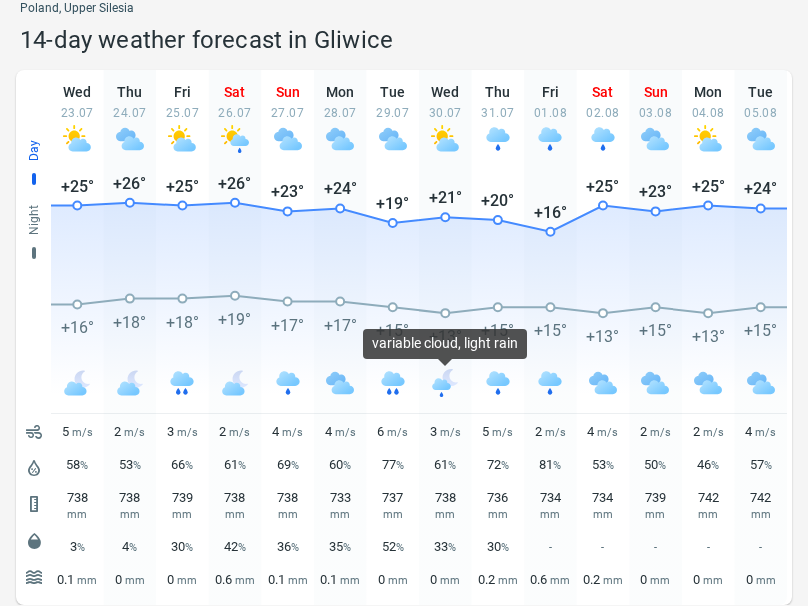 Poland, Upper Silesia
14-day weather forecast in Gliwice
Wed Thu Fri Sat Sun Mon Tue Wed Thu Fri Sat Sun Mon Tue
23.07 24.07 25.07 26.07 27.07 28.07 29.07 30.07 31.07 01.08 02.08 03.08 04.08 05.08
Day
+25° +26° +25° +26° +23° +24° +19° +21° +20° +16° +25° +23° +25° +24°
Night
+16° +18° +18° +19° +17° +17° +15° +13° +15° +15° +13° +15° +13° +15°
variable cloud, light rain
5 m/s 2 m/s 3 m/s 2 m/s 4 m/s 4 m/s 6 m/s 3 m/s 5 m/s 2 m/s 4 m/s 2 m/s 2 m/s 4 m/s
58% 53% 66% 61% 69% 60% 77% 61% 72% 81% 53% 50% 46% 57%
738 738 739 738 738 733 737 738 736 734 734 739 742 742
mm mm mm mm mm mm mm mm mm mm mm mm mm mm
3% 4% 30% 42% 36% 35% 52% 33% 30% - - - - -
0.1 mm 0 mm 0 mm 0.6 mm 0.1 mm 0.1 mm 0 mm 0 mm 0.2 mm 0.6 mm 0.2 mm 0 mm 0 mm 0 mm